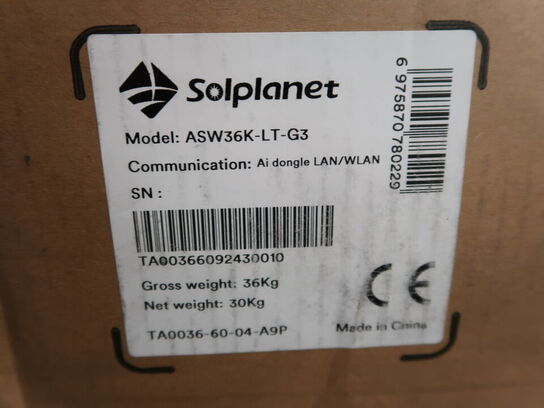 Solplanet
Model: ASW36K-LT-G3
Communication: Ai dongle LAN/WLAN
SN :
TA00366092430010
Gross weight: 36Kg
Net weight: 30Kg
TA0036-60-04-A9P
6 975870 780229
CE
Made in China